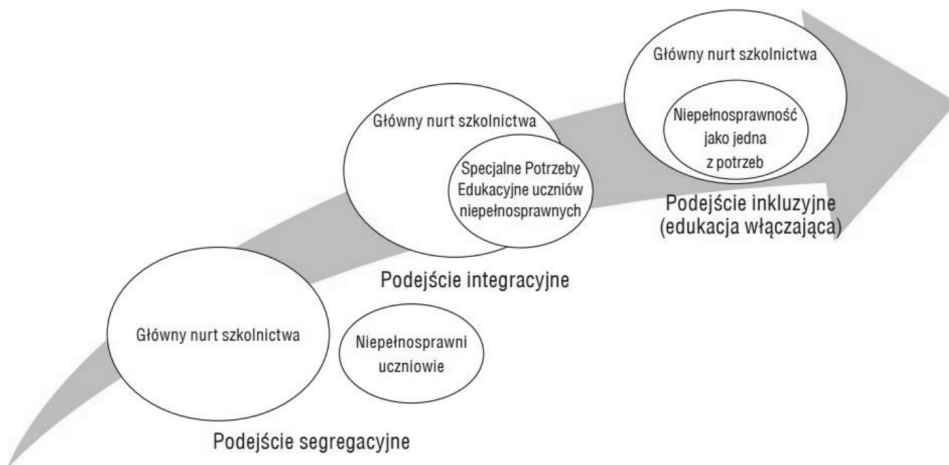 Główny nurt szkolnictwa
Niepełnosprawność
jako jedna
z potrzeb
Podejście inkluzyjne
(edukacja włączająca)
Główny nurt szkolnictwa
Specjalne Potrzeby
Edukacyjne uczniów
niepełnosprawnych
Podejście integracyjne
Główny nurt szkolnictwa
Niepełnosprawni
uczniowie
Podejście segregacyjne